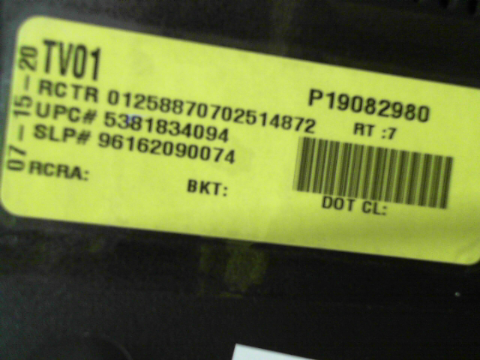 TV01
P19082980
RCTR 01258870702514872
RT :7
UPC# 5381834094
SLP# 96162090074
RCRA:
BKT:
DOT CL:
07-15-20